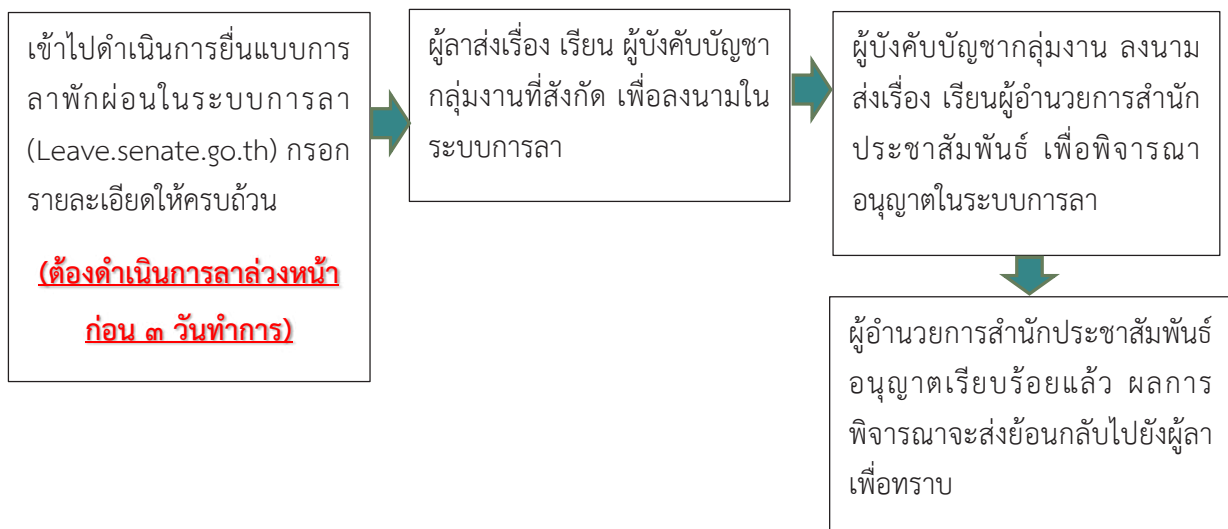 เข้าไปดำเนินการยื่นแบบการ
ลาพักผ่อนในระบบการลา
(Leave.senate.go.th) กรอก
รายละเอียดให้ครบถ้วน
(ต้องดำเนินการลาล่วงหน้า
ก่อน ๓ วันทำการ)
ผู้ลาส่งเรื่อง เรียน ผู้บังคับบัญชา
กลุ่มงานที่สังกัด เพื่อลงนามใน
ระบบการลา
ผู้บังคับบัญชากลุ่มงาน ลงนาม
ส่งเรื่อง เรียนผู้อำนวยการสำนัก
ประชาสัมพันธ์ เพื่อพิจารณา
อนุญาตในระบบการลา
ผู้อำนวยการสำนักประชาสัมพันธ์
อนุญาตเรียบร้อยแล้ว ผลการ
พิจารณาจะส่งย้อนกลับไปยังผู้ลา
เพื่อทราบ